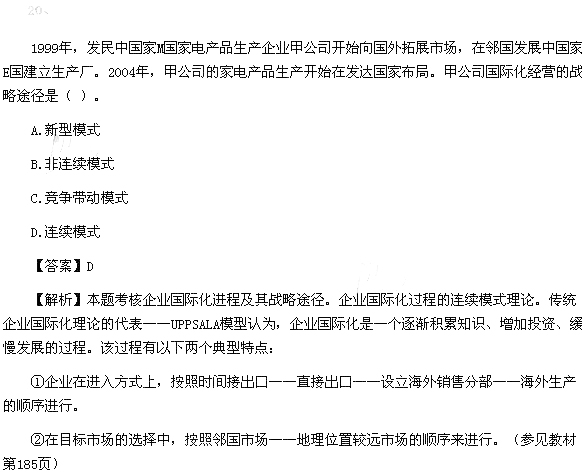 20、
1999年，发民中国家M国家电产品生产企业甲公司开始向国外拓展市场，在邻国发展中国家
E国建立生产厂。2004年，甲公司的家电产品生产开始在发达国家布局。甲公司国际化经营的战
略途径是（ ）。
A.新型模式
B.非连续模式
C.竞争带动模式
D.连续模式
【答案】D
【解析】本题考核企业国际化进程及其战略途径。企业国际化过程的连续模式理论。传统
企业国际化理论的代表——UPPSALA模型认为，企业国际化是一个逐渐积累知识、增加投资、缓
慢发展的过程。该过程有以下两个典型特点：
①企业在进入方式上，按照时间接出口——直接出口——设立海外销售分部——海外生产
的顺序进行。
②在目标市场的选择中，按照邻国市场——地理位置较远市场的顺序来进行。（参见教材
第185页）